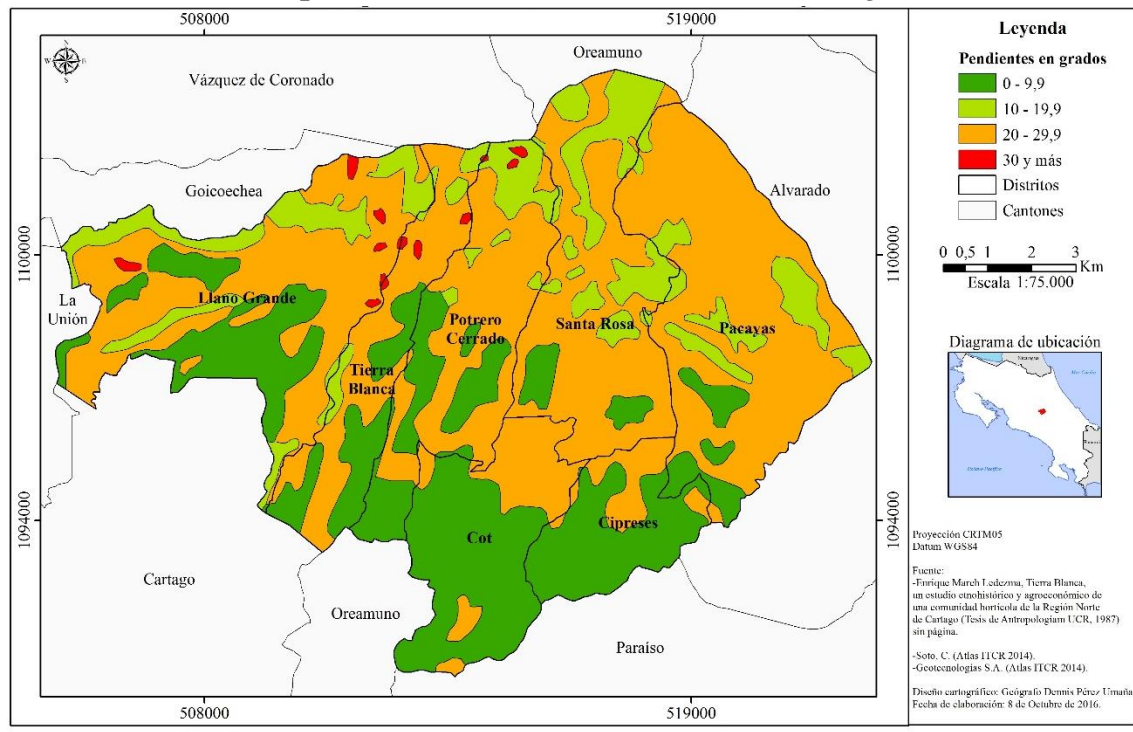 508000
519000
Oreamuno
Vázquez de Coronado
Goicoechea
Alvarado
1100000
1100000
La
Unión
Llano Grande
Potrero
Cerrado
Santa Rosa
Pacayas
Tierra
Blanca
1094000
1094000
Cipreses
Cot
Cartago
Oreamuno
Paraíso
508000
519000
Leyenda
Pendientes en grados
0 - 9,9
10 - 19,9
20 - 29,9
30 y más
Distritos
Cantones
0 0,5 1 2 3
Km
Escala 1:75.000
Diagrama de ubicación
Proyección CRTM05
Datum WGS84
Fuente:
-Enrique March Ledezma, Tierra Blanca,
un estudio etnohistórico y agroeconómico de
una comunidad hortícola de la Región Norte
de Cartago (Tesis de Antropologiam UCR, 1987)
sin página.
-Soto, C. (Atlas ITCR 2014).
-Geotecnologías S.A. (Atlas ITCR 2014).
Diseño cartográfico: Geógrafo Dennis Pérez Umaña
Fecha de elaboración: 8 de Octubre de 2016.